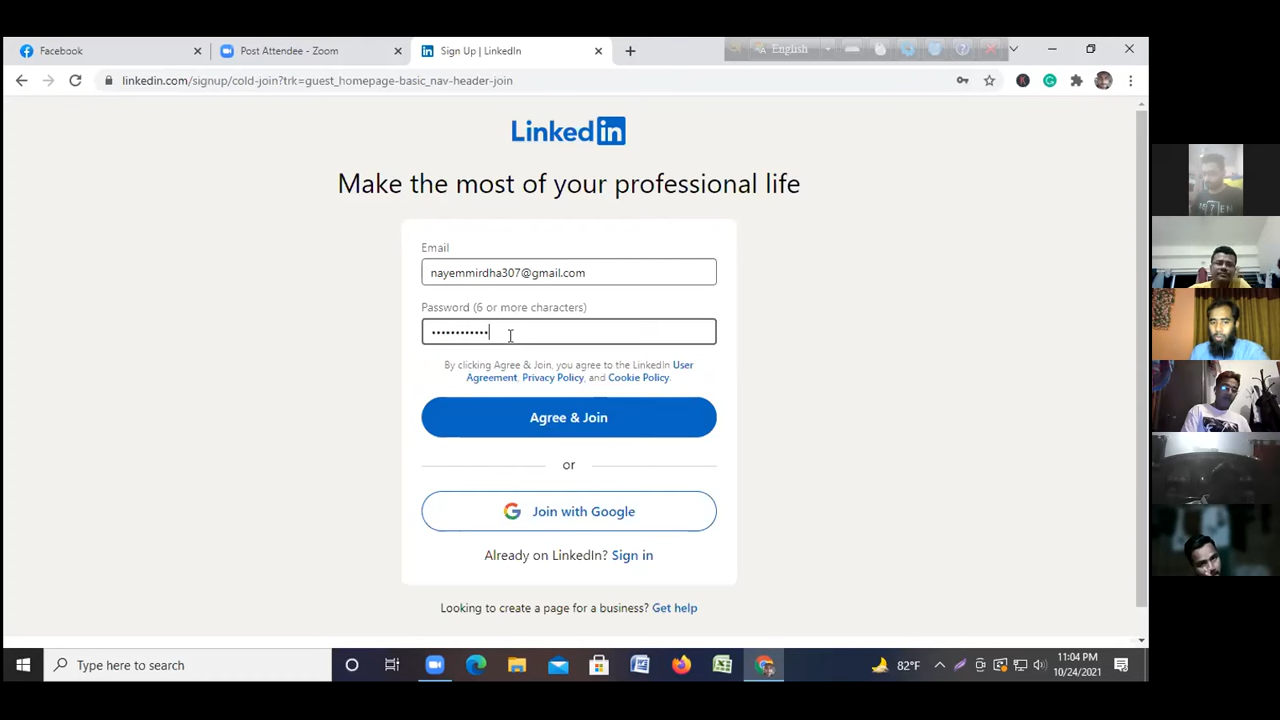 Facebook
Post Attendee - Zoom
Sign Up | LinkedIn
English
linkedin.com/signup/cold-join?trk=guest_homepage-basic_nav-header-join
Linked in
Make the most of your professional life
Email
nayemmirdha307@gmail.com
Password (6 or more characters)
••••••••••••
By clicking Agree & Join, you agree to the LinkedIn User
Agreement, Privacy Policy, and Cookie Policy.
Agree & Join
or
Join with Google
Already on LinkedIn? Sign in
Looking to create a page for a business? Get help
Type here to search
82°F
11:04 PM
10/24/2021